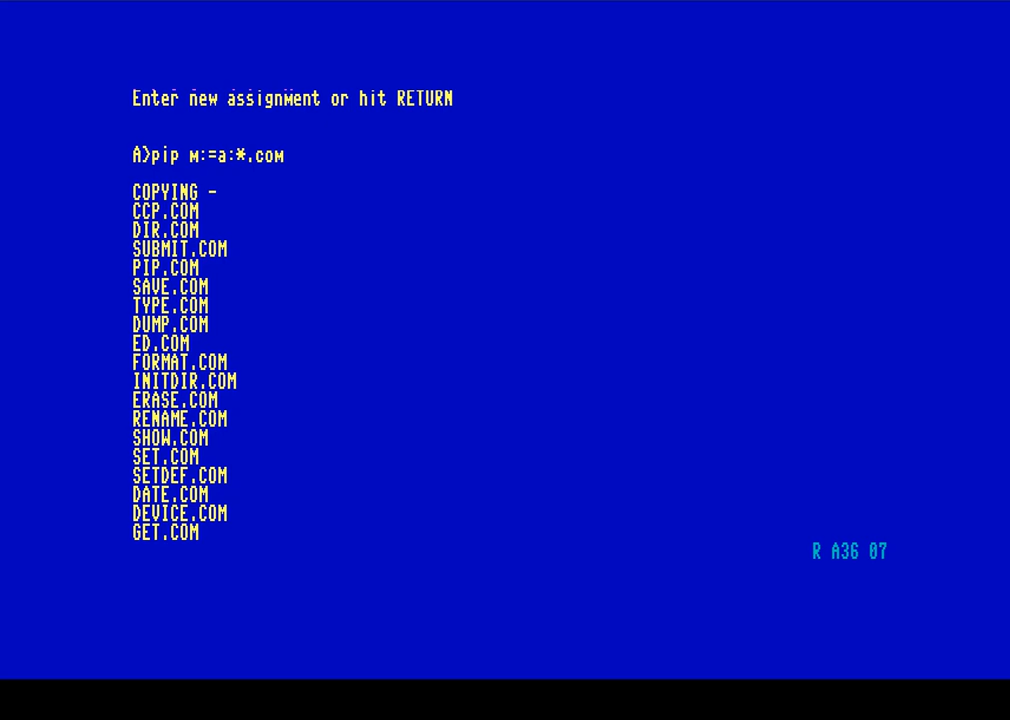 Enter new assignment or hit RETURN
A>pip m:=a:*.com
COPYING -
CCP.COM
DIR.COM
SUBMIT.COM
PIP.COM
SAVE.COM
TYPE.COM
DUMP.COM
ED.COM
FORMAT.COM
INITDIR.COM
ERASE.COM
RENAME.COM
SHOW.COM
SET.COM
SETDEF.COM
DATE.COM
DEVICE.COM
GET.COM
R A36 07